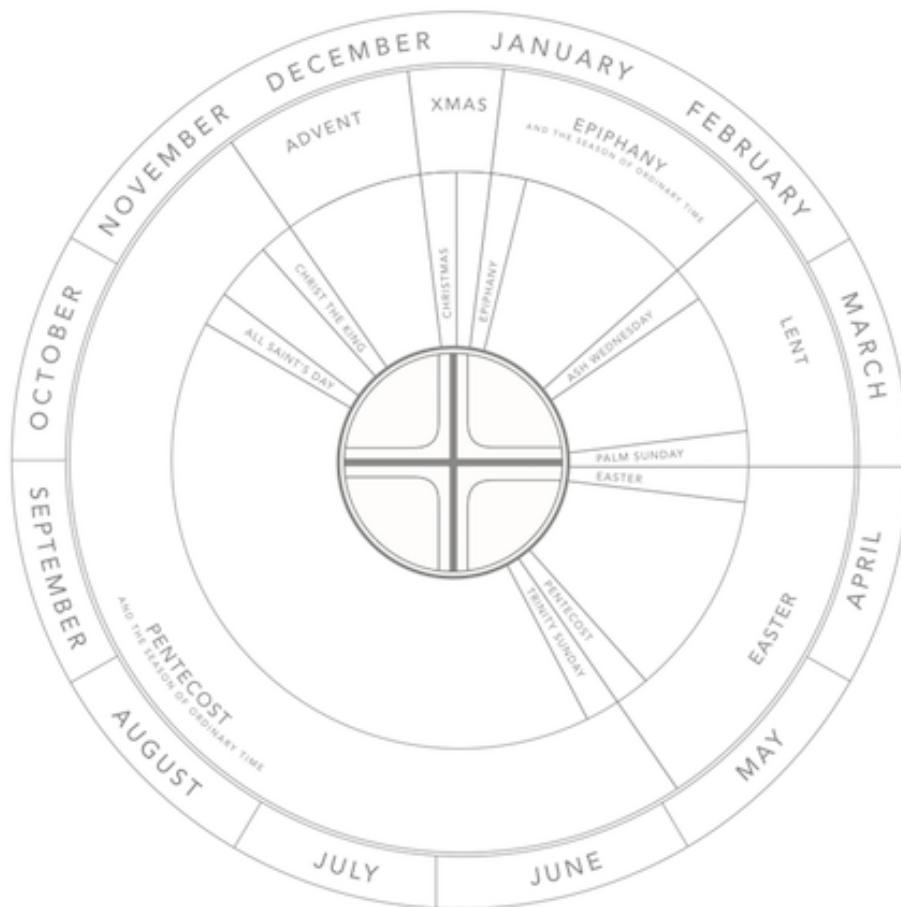 JANUARY
FEBRUARY
MARCH
APRIL
MAY
JUNE
JULY
AUGUST
SEPTEMBER
OCTOBER
NOVEMBER
DECEMBER
ADVENT
XMAS
EPIPHANY
AND THE SEASON OF ORDINARY TIME
LENT
EASTER
PENTECOST
AND THE SEASON OF ORDINARY TIME
CHRISTMAS
EPIPHANY
ASH WEDNESDAY
PALM SUNDAY
EASTER
PENTECOST
TRINITY SUNDAY
ALL SAINT'S DAY
CHRIST THE KING